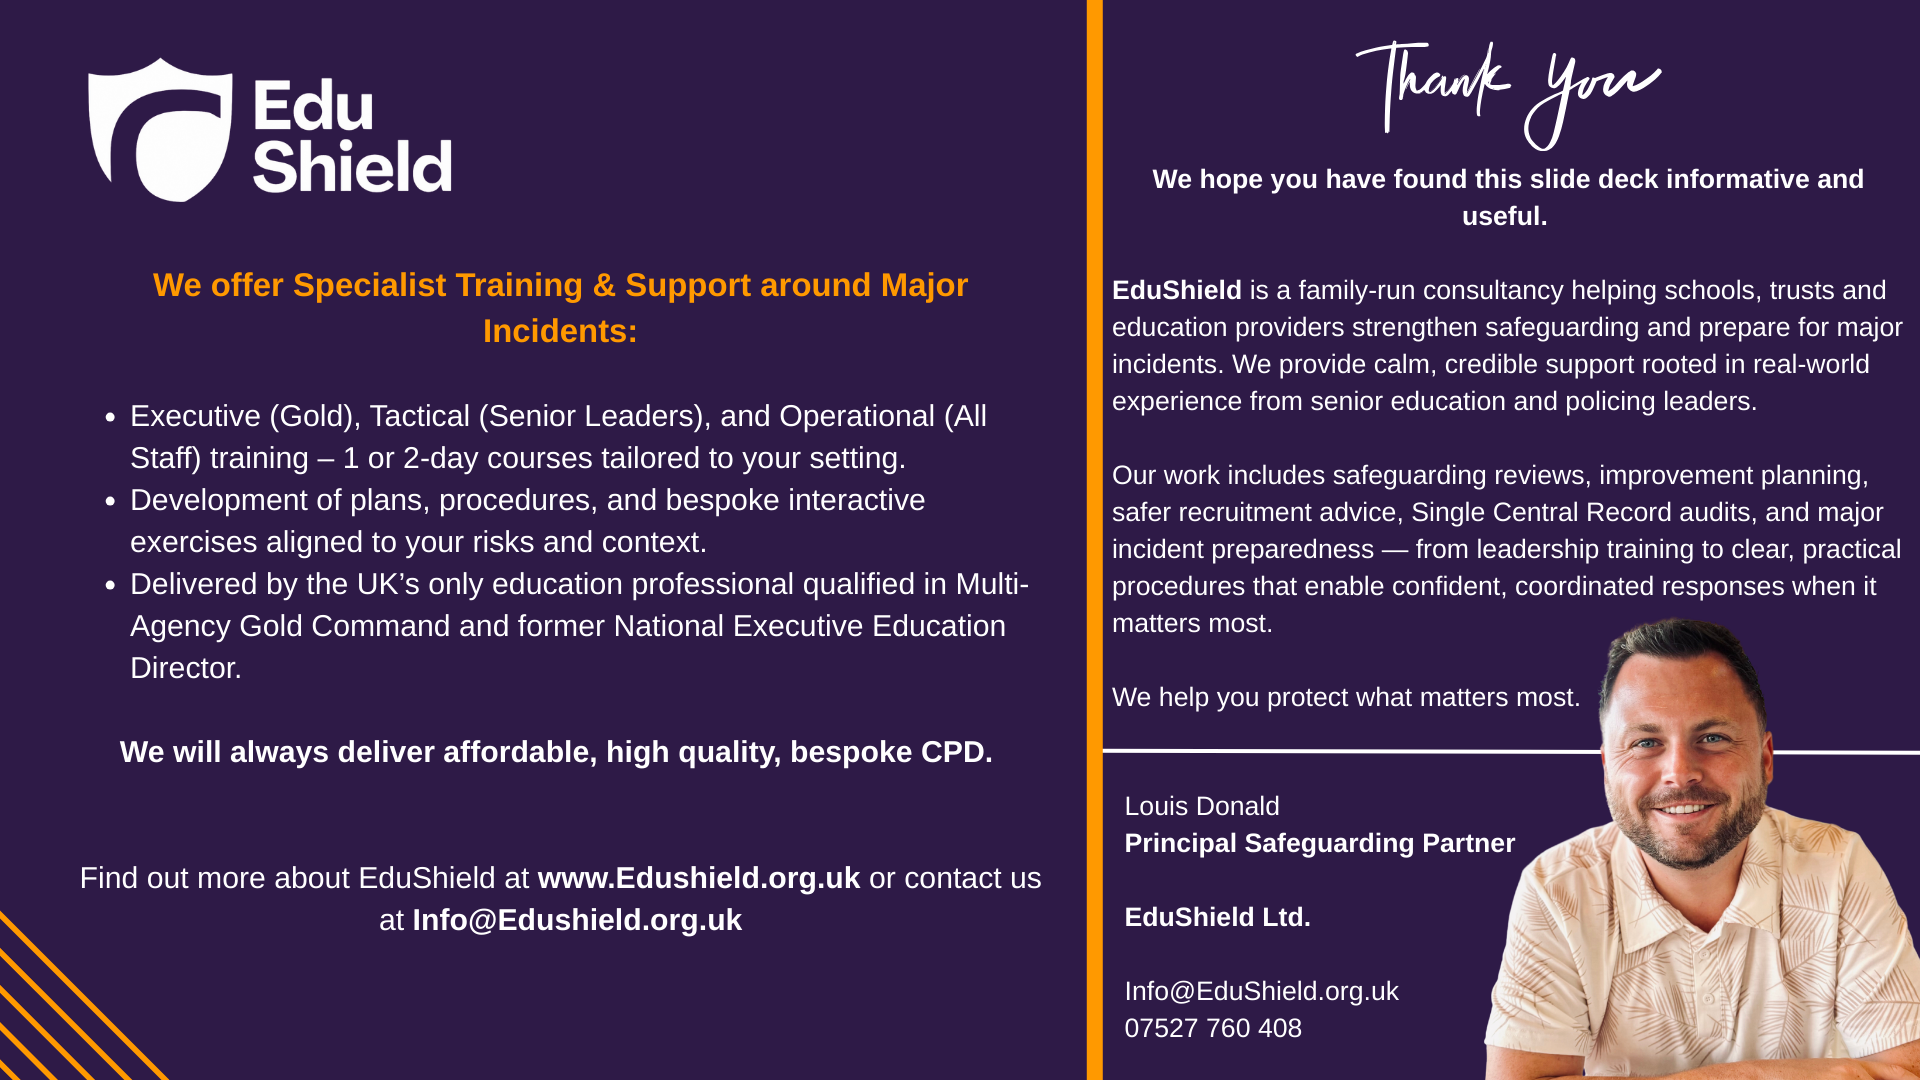 Edu
Shield
We offer Specialist Training & Support around Major
Incidents:
• Executive (Gold), Tactical (Senior Leaders), and Operational (All
Staff) training – 1 or 2-day courses tailored to your setting.
• Development of plans, procedures, and bespoke interactive
exercises aligned to your risks and context.
• Delivered by the UK’s only education professional qualified in Multi-
Agency Gold Command and former National Executive Education
Director.
We will always deliver affordable, high quality, bespoke CPD.
Find out more about EduShield at www.Edushield.org.uk or contact us
at Info@Edushield.org.uk
Thank You
We hope you have found this slide deck informative and
useful.
EduShield is a family-run consultancy helping schools, trusts and
education providers strengthen safeguarding and prepare for major
incidents. We provide calm, credible support rooted in real-world
experience from senior education and policing leaders.
Our work includes safeguarding reviews, improvement planning,
safer recruitment advice, Single Central Record audits, and major
incident preparedness — from leadership training to clear, practical
procedures that enable confident, coordinated responses when it
matters most.
We help you protect what matters most.
Louis Donald
Principal Safeguarding Partner
EduShield Ltd.
Info@EduShield.org.uk
07527 760 408